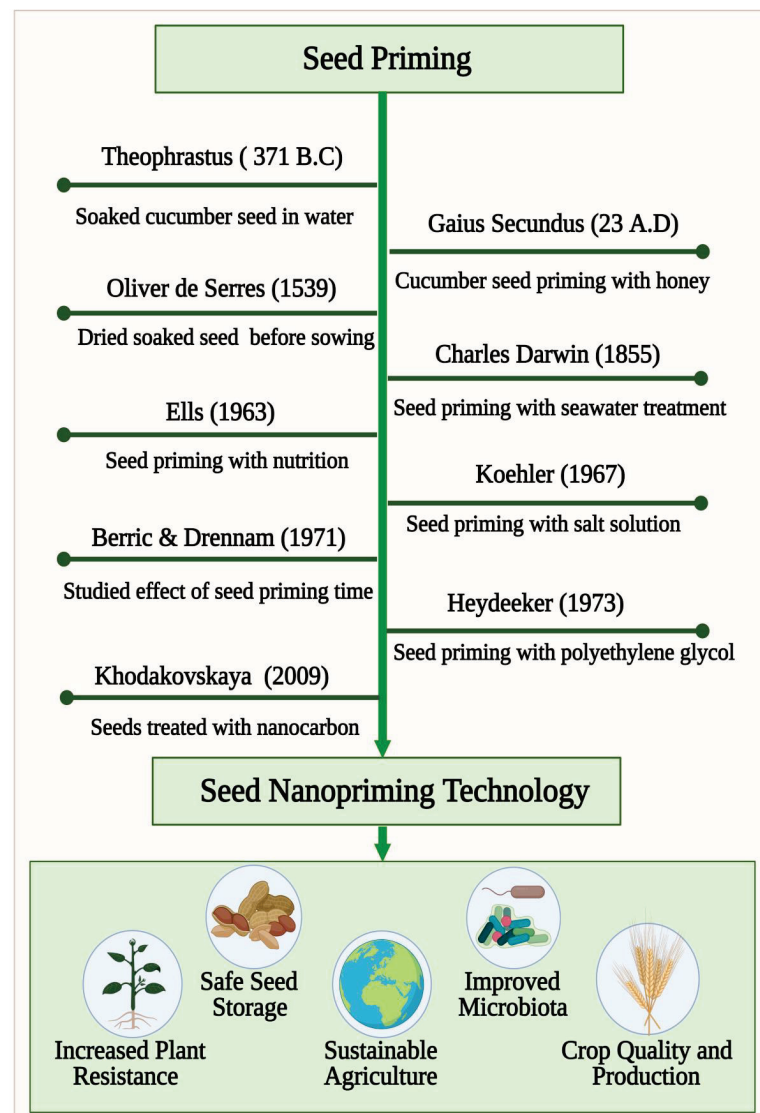 Seed Priming
Theophrastus ( 371 B.C)
Soaked cucumber seed in water
Gaius Secundus (23 A.D)
Cucumber seed priming with honey
Oliver de Serres (1539)
Dried soaked seed before sowing
Charles Darwin (1855)
Seed priming with seawater treatment
Ells (1963)
Seed priming with nutrition
Koehler (1967)
Seed priming with salt solution
Berric & Drennam (1971)
Studied effect of seed priming time
Heydeeker (1973)
Seed priming with polyethylene glycol
Khodakovskaya (2009)
Seeds treated with nanocarbon
Seed Nanopriming Technology
Increased Plant
Resistance
Safe Seed
Storage
Sustainable
Agriculture
Improved
Microbiota
Crop Quality and
Production